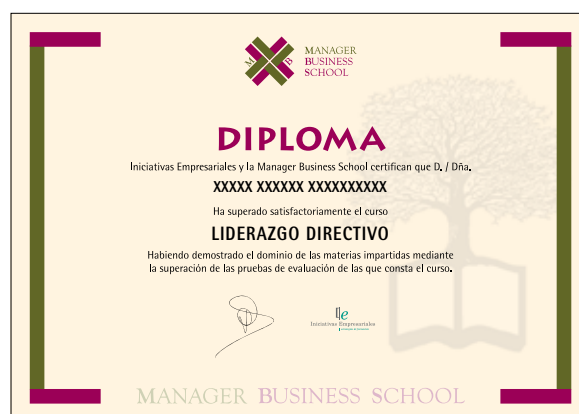 M B
MANAGER
BUSINESS
SCHOOL
DIPLOMA
Iniciativas Empresariales y la Manager Business School certifican que D. / Dña.
XXXXX XXXXXX XXXXXXXXXX
Ha superado satisfactoriamente el curso
LIDERAZGO DIRECTIVO
Habiendo demostrado el dominio de las materias impartidas mediante
la superación de las pruebas de evaluación de las que consta el curso.
Ile
Iniciativas Empresariales
MANAGER BUSINESS SCHOOL